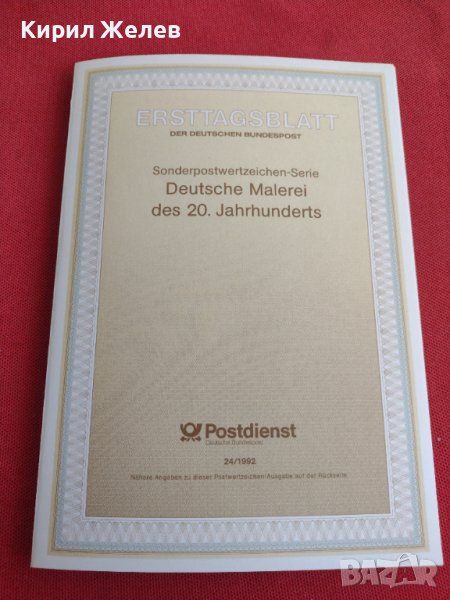 Кирил Желев
ERSTTAGSBLATT
DER DEUTSCHEN BUNDESPOST
Sonderpostwertzeichen-Serie
Deutsche Malerei
des 20. Jahrhunderts
Postdienst
Deutsche Bundespost
24/1992
Nähere Angaben zu dieser Postwertzeichen-Ausgabe auf der Rückseite
BAZAR